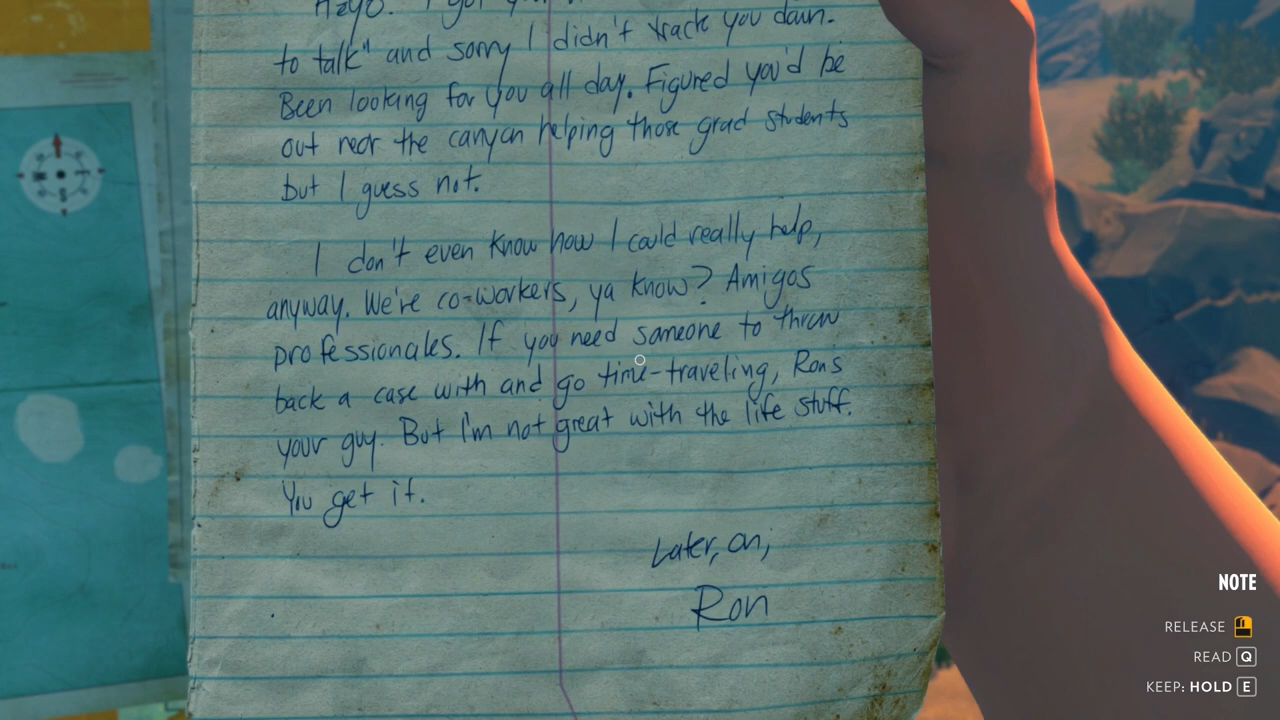 Heyo. I got
to talk" and sorry I didn't track you down.
Been looking for you all day. Figured you'd be
out near the canyon helping those grad students
but I guess not.
I don't even know how I could really help,
anyway. We're co-workers, ya know? Amigos
professionales. If you need someone to throw
back a case with and go time-traveling, Rons
your guy. But I'm not great with the life stuff.
You get it.
Later, on,
Ron
NOTE
RELEASE
READ Q
KEEP: HOLD E